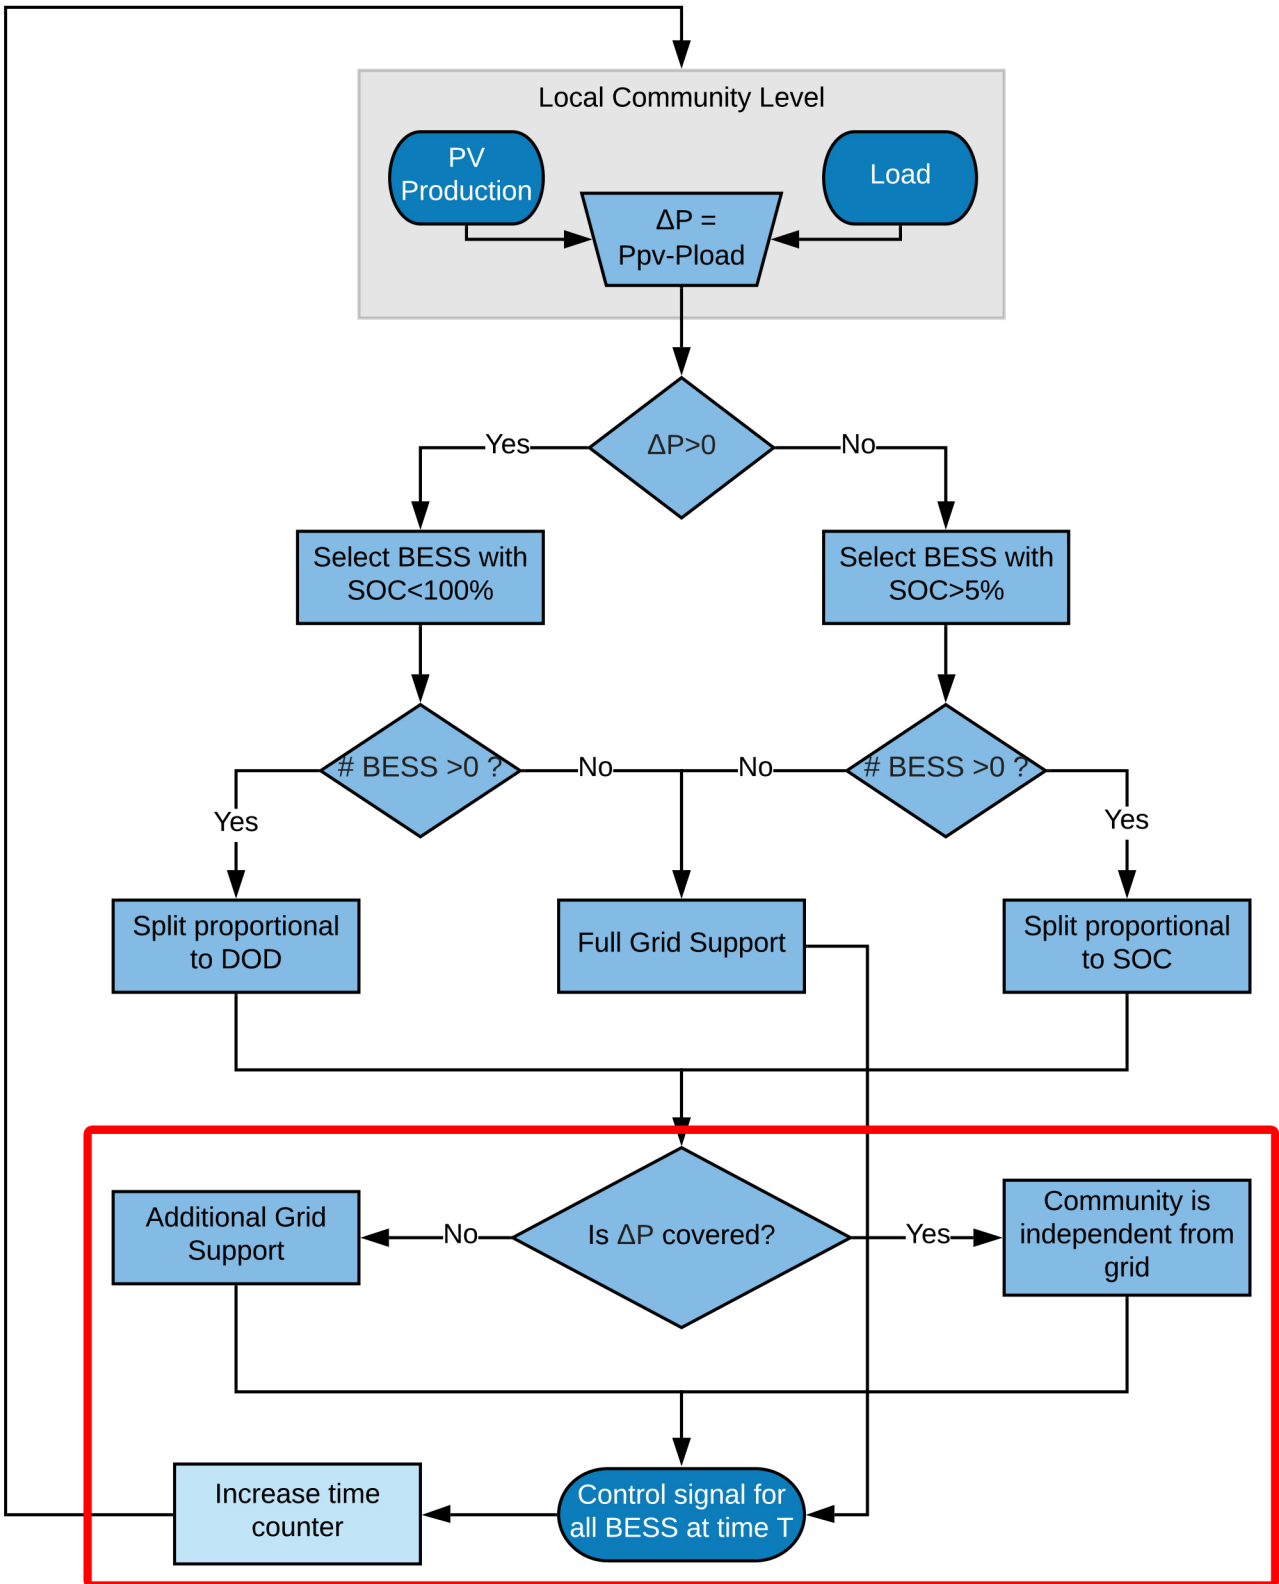 Local Community Level
PV
Production
Load
ΔP =
Ppv-Pload
ΔP>0
Yes
No
Select BESS with
SOC<100%
Select BESS with
SOC>5%
# BESS >0 ?
No
No
# BESS >0 ?
Yes
Yes
Split proportional
to DOD
Full Grid Support
Split proportional
to SOC
Additional Grid
Support
No
Is ΔP covered?
Yes
Community is
independent from
grid
Increase time
counter
Control signal for
all BESS at time T